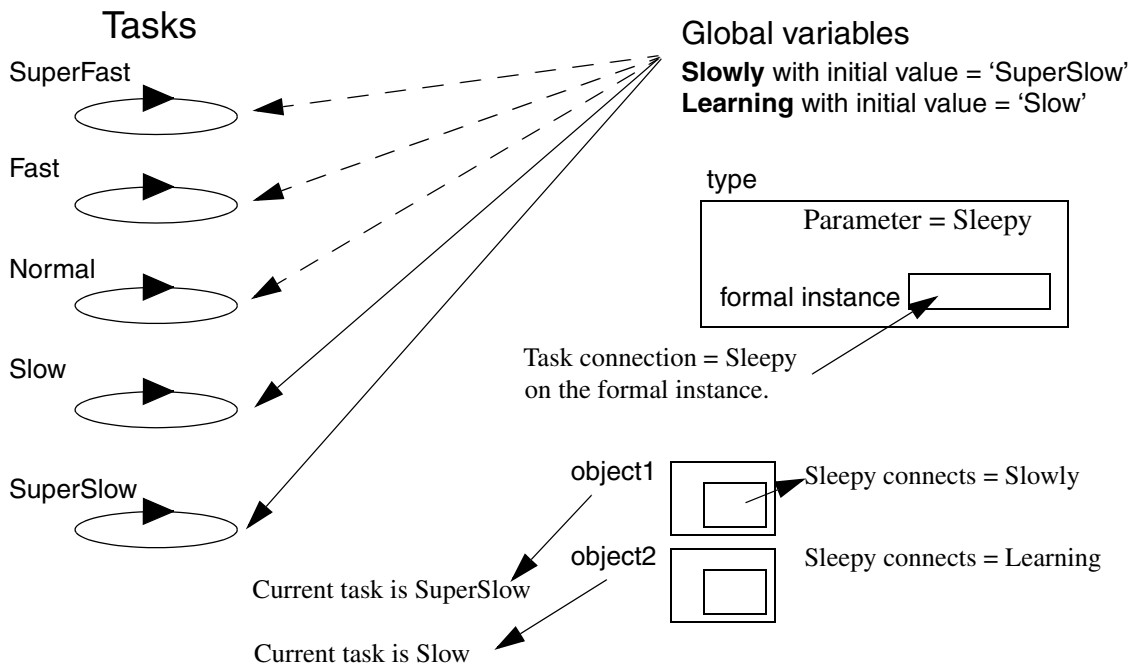 Tasks
SuperFast
Fast
Normal
Slow
SuperSlow
Global variables
Slowly with initial value = ‘SuperSlow’
Learning with initial value = ‘Slow’
type
Parameter = Sleepy
formal instance
Task connection = Sleepy
on the formal instance.
object1
Sleepy connects = Slowly
object2
Sleepy connects = Learning
Current task is SuperSlow
Current task is Slow